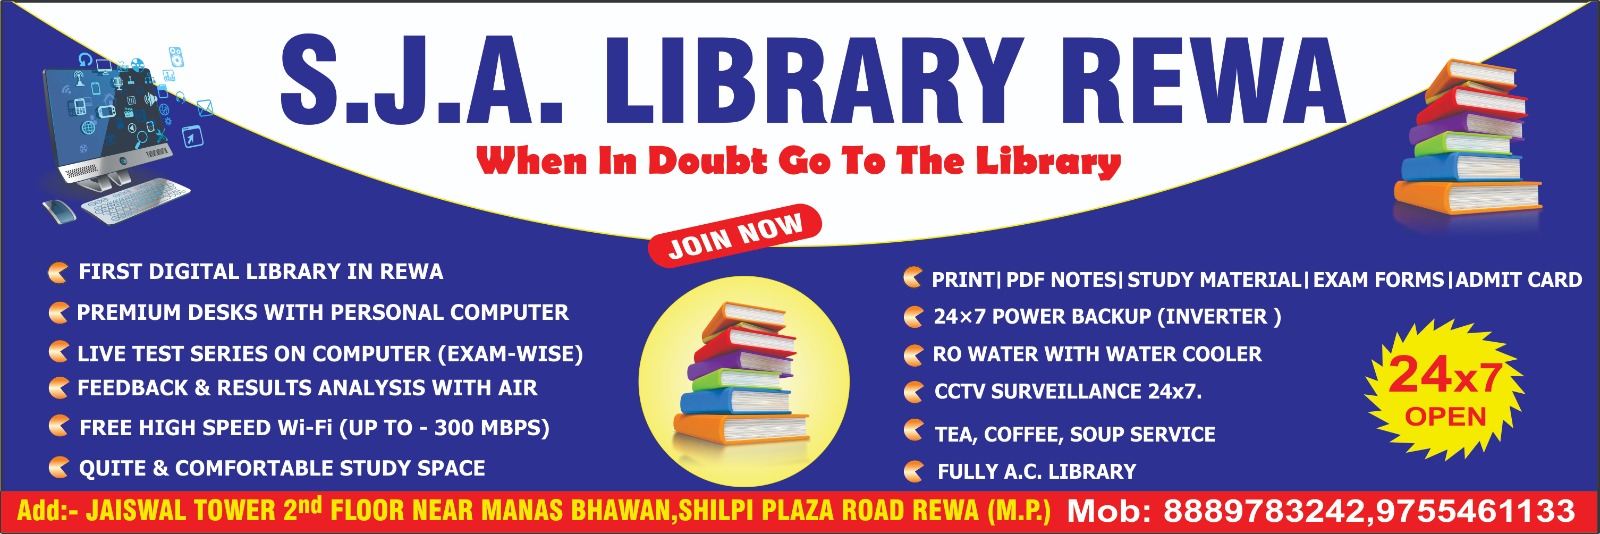 S.J.A. LIBRARY REWA
When In Doubt Go To The Library
JOIN NOW
FIRST DIGITAL LIBRARY IN REWA
PREMIUM DESKS WITH PERSONAL COMPUTER
LIVE TEST SERIES ON COMPUTER (EXAM-WISE)
FEEDBACK & RESULTS ANALYSIS WITH AIR
FREE HIGH SPEED Wi-Fi (UP TO - 300 MBPS)
QUITE & COMFORTABLE STUDY SPACE
PRINT| PDF NOTES| STUDY MATERIAL| EXAM FORMS|ADMIT CARD
24×7 POWER BACKUP (INVERTER )
RO WATER WITH WATER COOLER
CCTV SURVEILLANCE 24x7.
TEA, COFFEE, SOUP SERVICE
FULLY A.C. LIBRARY
24x7
OPEN
Add:- JAISWAL TOWER 2nd FLOOR NEAR MANAS BHAWAN,SHILPI PLAZA ROAD REWA (M.P.) Mob: 8889783242,9755461133